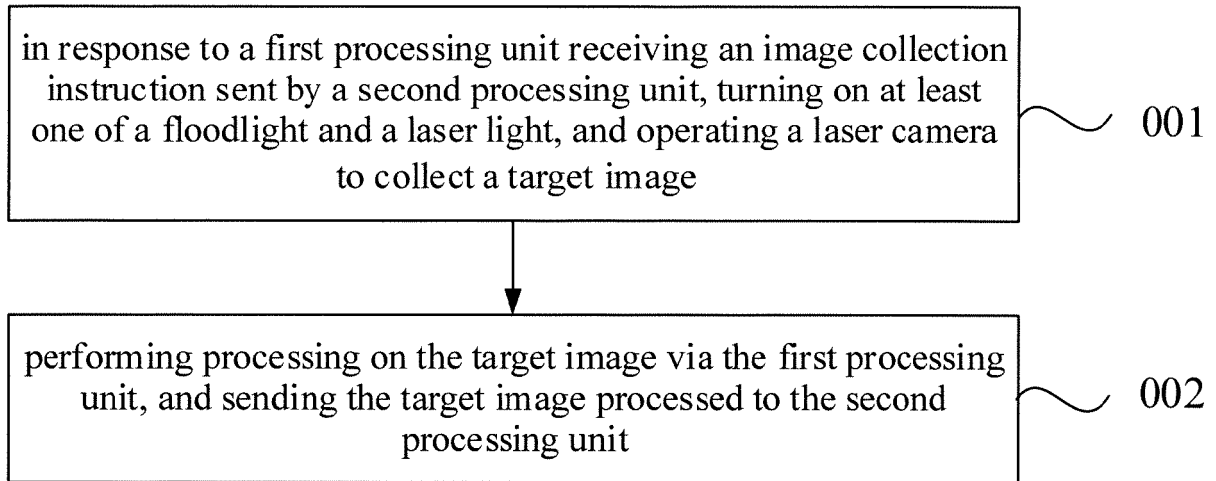 in response to a first processing unit receiving an image collection
instruction sent by a second processing unit, turning on at least
one of a floodlight and a laser light, and operating a laser camera
to collect a target image
001
performing processing on the target image via the first processing
unit, and sending the target image processed to the second
processing unit
002